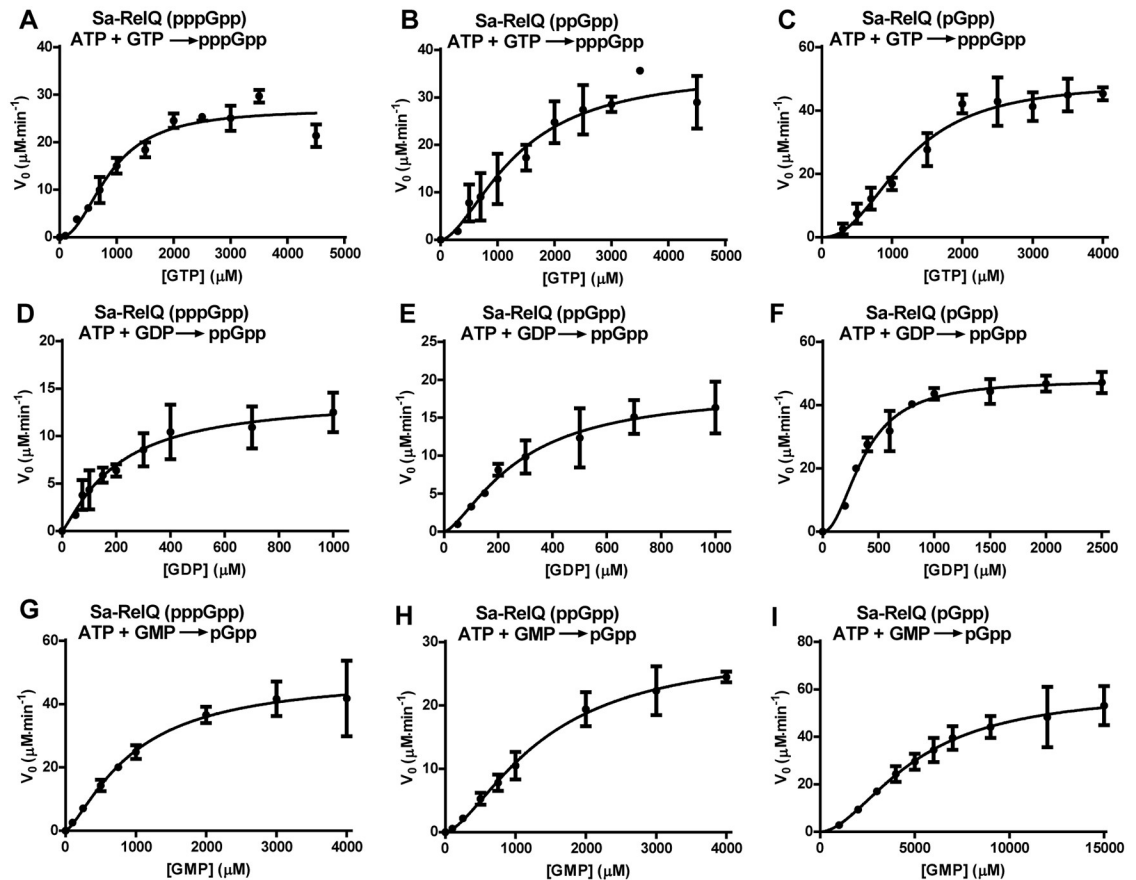 A
Sa-RelQ (pppGpp)
ATP + GTP → pppGpp
40
30
20
10
0
V0 (µM·min-1)
0 1000 2000 3000 4000 5000
[GTP] (µM)
B
Sa-RelQ (ppGpp)
ATP + GTP → pppGpp
40
30
20
10
0
V0 (µM·min-1)
0 1000 2000 3000 4000 5000
[GTP] (µM)
C
Sa-RelQ (pGpp)
ATP + GTP → pppGpp
60
40
20
0
V0 (µM·min-1)
0 1000 2000 3000 4000
[GTP] (µM)
D
Sa-RelQ (pppGpp)
ATP + GDP → ppGpp
20
15
10
5
0
V0 (µM·min-1)
0 200 400 600 800 1000
[GDP] (µM)
E
Sa-RelQ (ppGpp)
ATP + GDP → ppGpp
25
20
15
10
5
0
V0 (µM·min-1)
0 200 400 600 800 1000
[GDP] (µM)
F
Sa-RelQ (pGpp)
ATP + GDP → ppGpp
60
40
20
0
V0 (µM·min-1)
0 500 1000 1500 2000 2500
[GDP] (µM)
G
Sa-RelQ (pppGpp)
ATP + GMP → pGpp
60
40
20
0
V0 (µM·min-1)
0 1000 2000 3000 4000
[GMP] (µM)
H
Sa-RelQ (ppGpp)
ATP + GMP → pGpp
30
20
10
0
V0 (µM·min-1)
0 1000 2000 3000 4000
[GMP] (µM)
I
Sa-RelQ (pGpp)
ATP + GMP → pGpp
80
60
40
20
0
V0 (µM·min-1)
0 5000 10000 15000
[GMP] (µM)